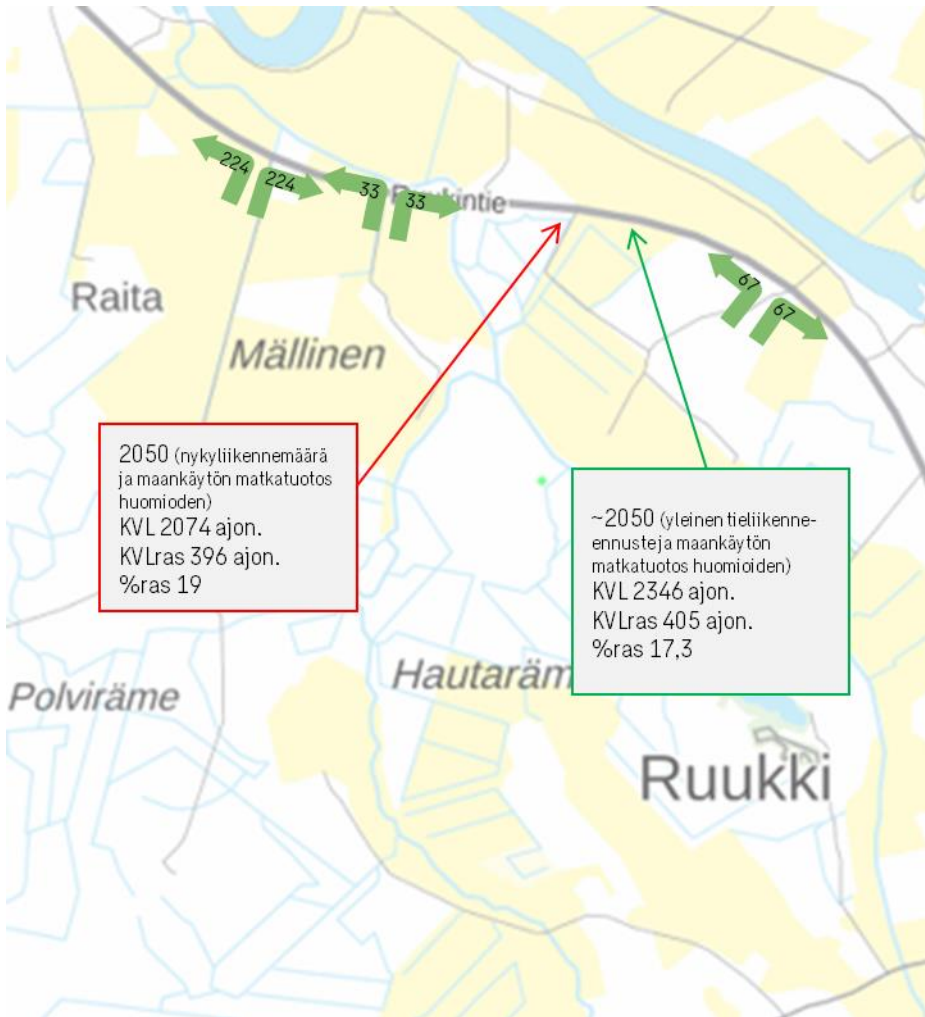 224
224
33
33
Ruukintie
67
67
Raita
Mällinen
2050 (nykyliikennemäärä
ja maankäytön matkatuotos
huomioden)
KVL 2074 ajon.
KVLras 396 ajon.
%ras 19
~2050 (yleinen tieliikenne-
ennuste ja maankäytön
matkatuotos huomioiden)
KVL 2346 ajon.
KVLras 405 ajon.
%ras 17,3
Polviräme
Hautaräm
Ruukki